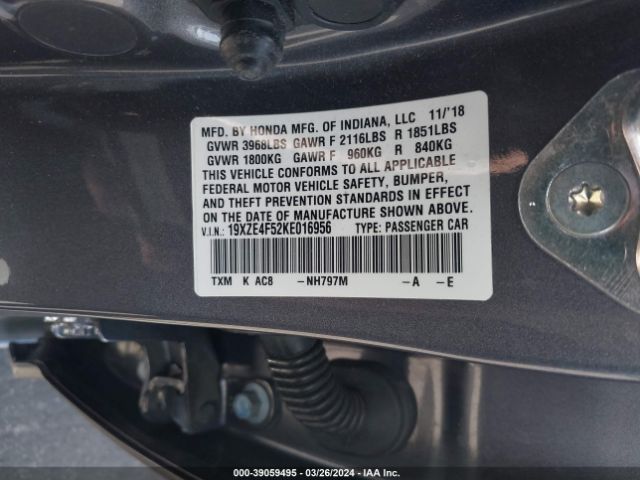 MFD. BY HONDA MFG. OF INDIANA, LLC 11/'18
GVWR 3968LBS GAWR F 2116LBS R 1851LBS
GVWR 1800KG GAWR F 960KG R 840KG
THIS VEHICLE CONFORMS TO ALL APPLICABLE
FEDERAL MOTOR VEHICLE SAFETY, BUMPER,
AND THEFT PREVENTION STANDARDS IN EFFECT
ON THE DATE OF MANUFACTURE SHOWN ABOVE.
V.I.N.: 19XZE4F52KE016956 TYPE: PASSENGER CAR
TXM K AC8 -NH797M -A -E
000-39059495 | 03/26/2024 | IAA Inc.